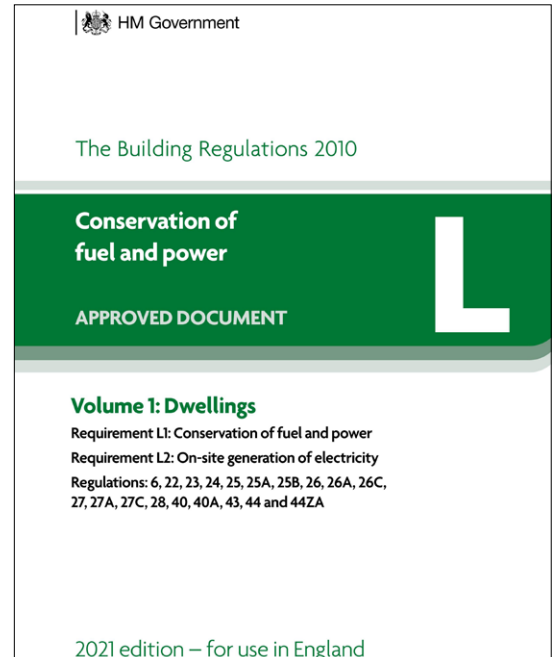 HM Government
The Building Regulations 2010
Conservation of
fuel and power
L
APPROVED DOCUMENT
Volume 1: Dwellings
Requirement L1: Conservation of fuel and power
Requirement L2: On-site generation of electricity
Regulations: 6, 22, 23, 24, 25, 25A, 25B, 26, 26A, 26C,
27, 27A, 27C, 28, 40, 40A, 43, 44 and 44ZA
2021 edition – for use in England